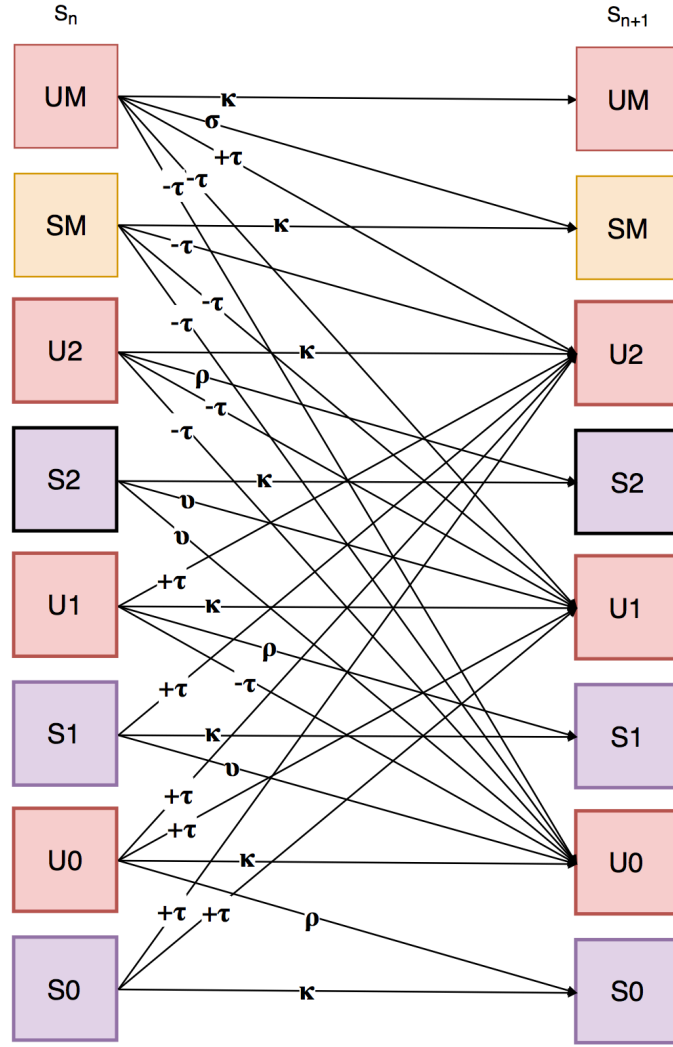 Sn Sn+1
UM κ UM
σ
+τ
-τ -τ
SM κ SM
-τ
-τ
-τ
U2 κ U2
ρ
-τ
-τ
S2 κ S2
υ
υ
+τ
U1 κ U1
ρ
-τ
+τ
S1 κ S1
υ
+τ
+τ
U0 κ U0
+τ +τ
ρ
S0 κ S0